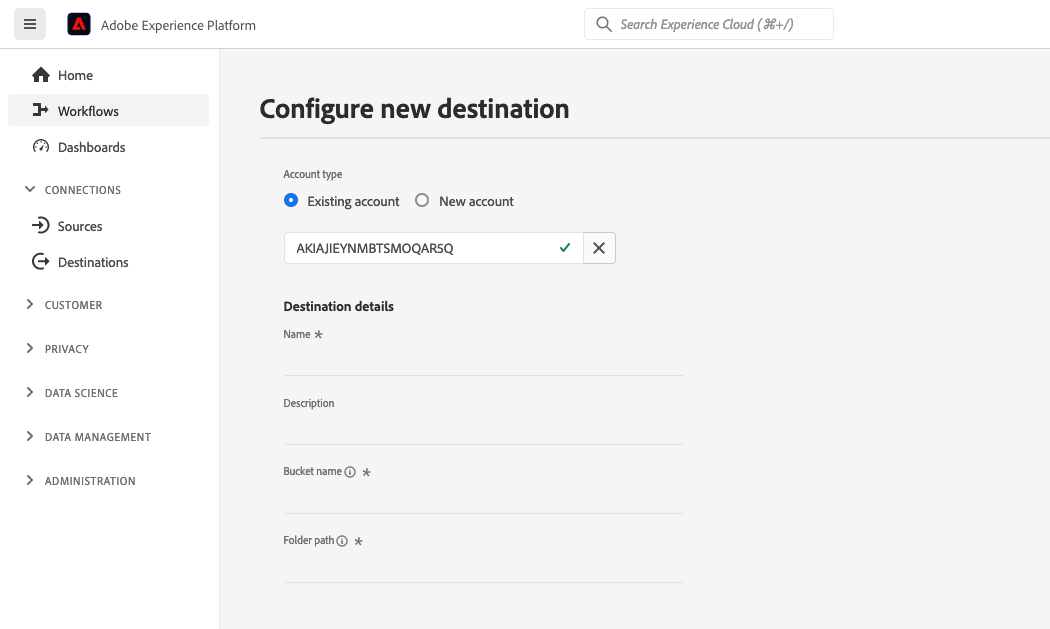 Adobe Experience Platform
Search Experience Cloud (⌘+/)
Home
Workflows
Dashboards
CONNECTIONS
Sources
Destinations
CUSTOMER
PRIVACY
DATA SCIENCE
DATA MANAGEMENT
ADMINISTRATION
Configure new destination
Account type
Existing account
New account
AKIAJIEYNMBTSMOQAR5Q
Destination details
Name *
Description
Bucket name *
Folder path *